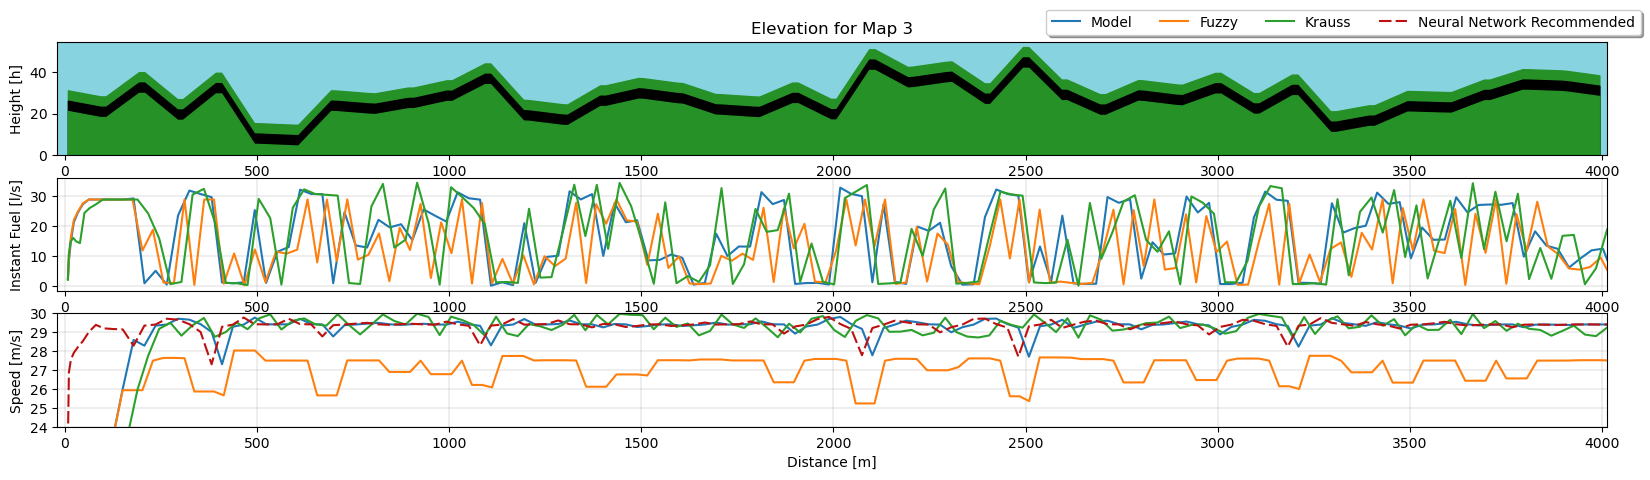 Model Fuzzy Krauss Neural Network Recommended
Elevation for Map 3
Height [h]
40
20
0
0 500 1000 1500 2000 2500 3000 3500 4000
Instant Fuel [l/s]
30
20
10
0
0 500 1000 1500 2000 2500 3000 3500 4000
Speed [m/s]
30
29
28
27
26
25
24
0 500 1000 1500 2000 2500 3000 3500 4000
Distance [m]